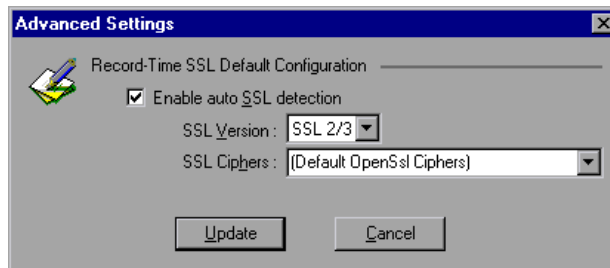 Advanced Settings
Record-Time SSL Default Configuration
Enable auto SSL detection
SSL Version : SSL 2/3
SSL Ciphers : (Default OpenSsl Ciphers)
Update Cancel